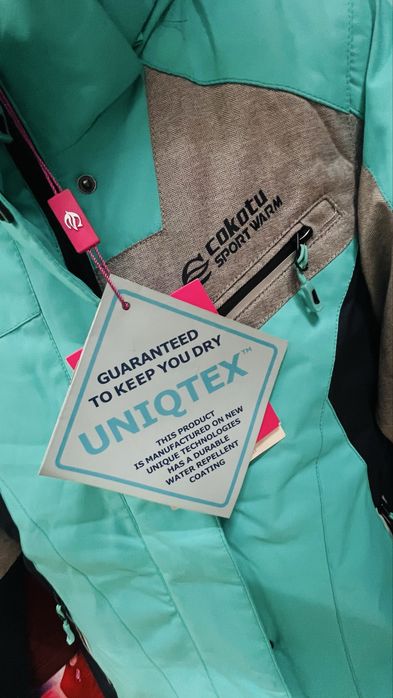 cokotu
SPORT WARM
GUARANTEED
TO KEEP YOU DRY
UNIQTEX™
THIS PRODUCT
IS MANUFACTURED ON NEW
UNIQUE TECHNOLOGIES
HAS A DURABLE
WATER REPELLENT
COATING